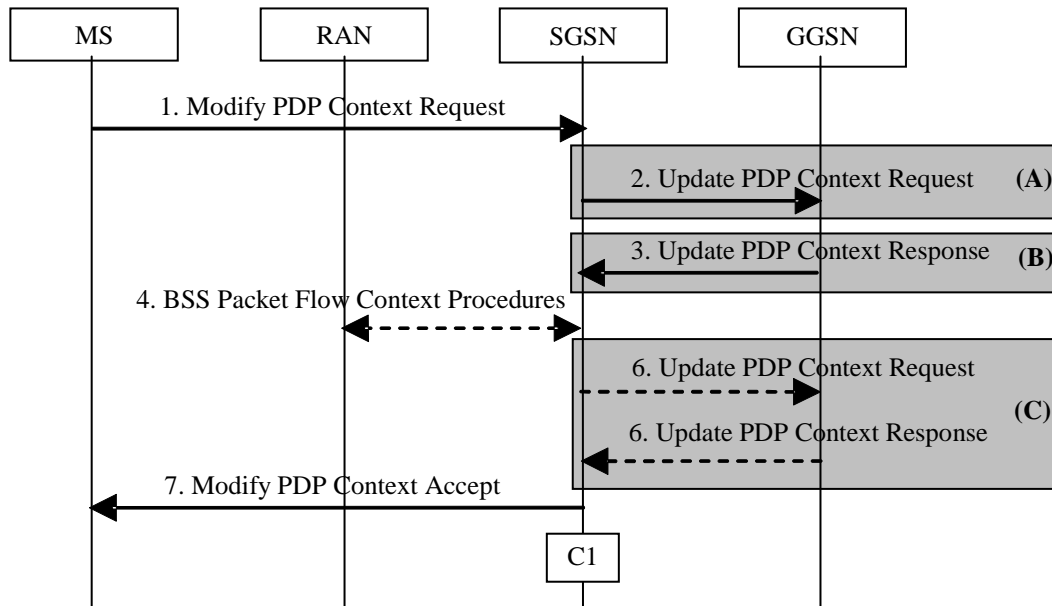 MS
RAN
SGSN
GGSN
1. Modify PDP Context Request
2. Update PDP Context Request
(A)
3. Update PDP Context Response
(B)
4. BSS Packet Flow Context Procedures
6. Update PDP Context Request
(C)
6. Update PDP Context Response
7. Modify PDP Context Accept
C1